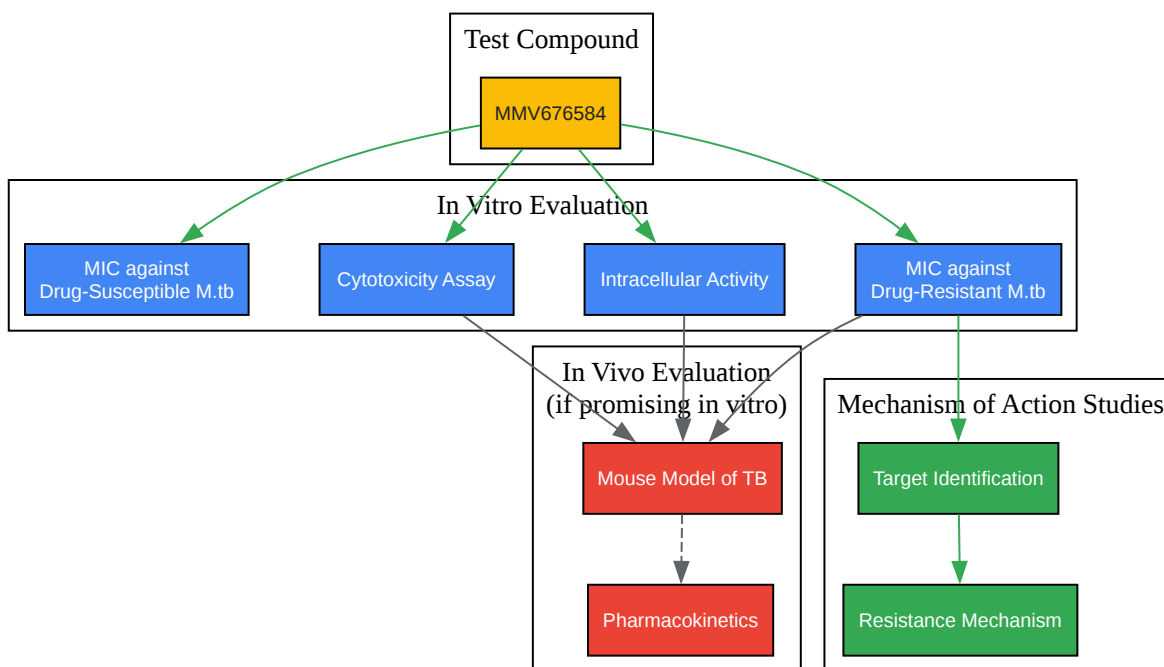 Test Compound
MMV676584
In Vitro Evaluation
MIC against
Drug-Susceptible M.tb
Cytotoxicity Assay
Intracellular Activity
MIC against
Drug-Resistant M.tb
In Vivo Evaluation
(if promising in vitro)
Mouse Model of TB
Pharmacokinetics
Mechanism of Action Studies
Target Identification
Resistance Mechanism